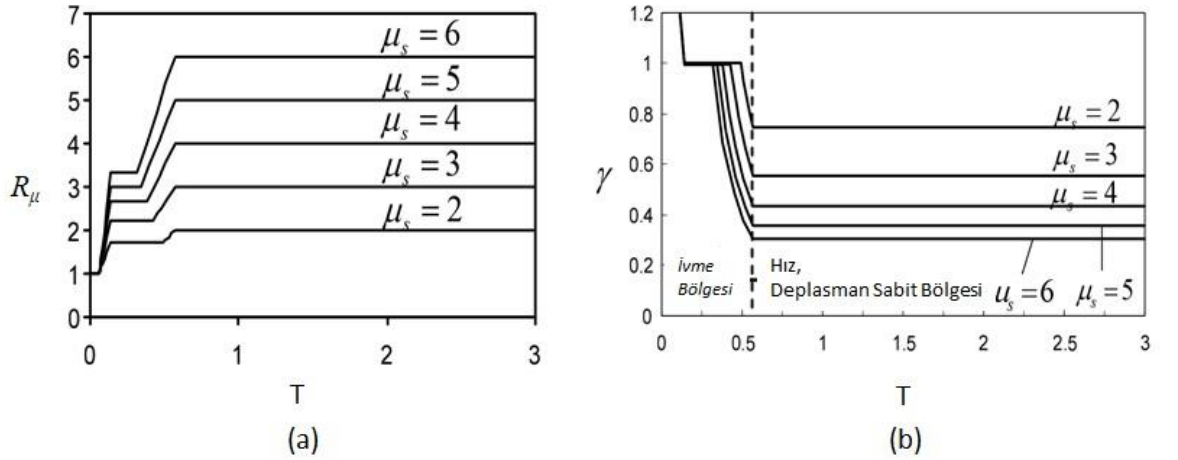 7
6
5
4
3
2
1
0
R_μ
μ_s = 6
μ_s = 5
μ_s = 4
μ_s = 3
μ_s = 2
0 1 2 3
T
(a)
1.2
1
0.8
0.6
0.4
0.2
0
γ
μ_s = 2
μ_s = 3
μ_s = 4
İvme
Bölgesi
Hız,
Deplasman Sabit Bölgesi
μ_s = 6
μ_s = 5
0 0.5 1 1.5 2 2.5 3
T
(b)